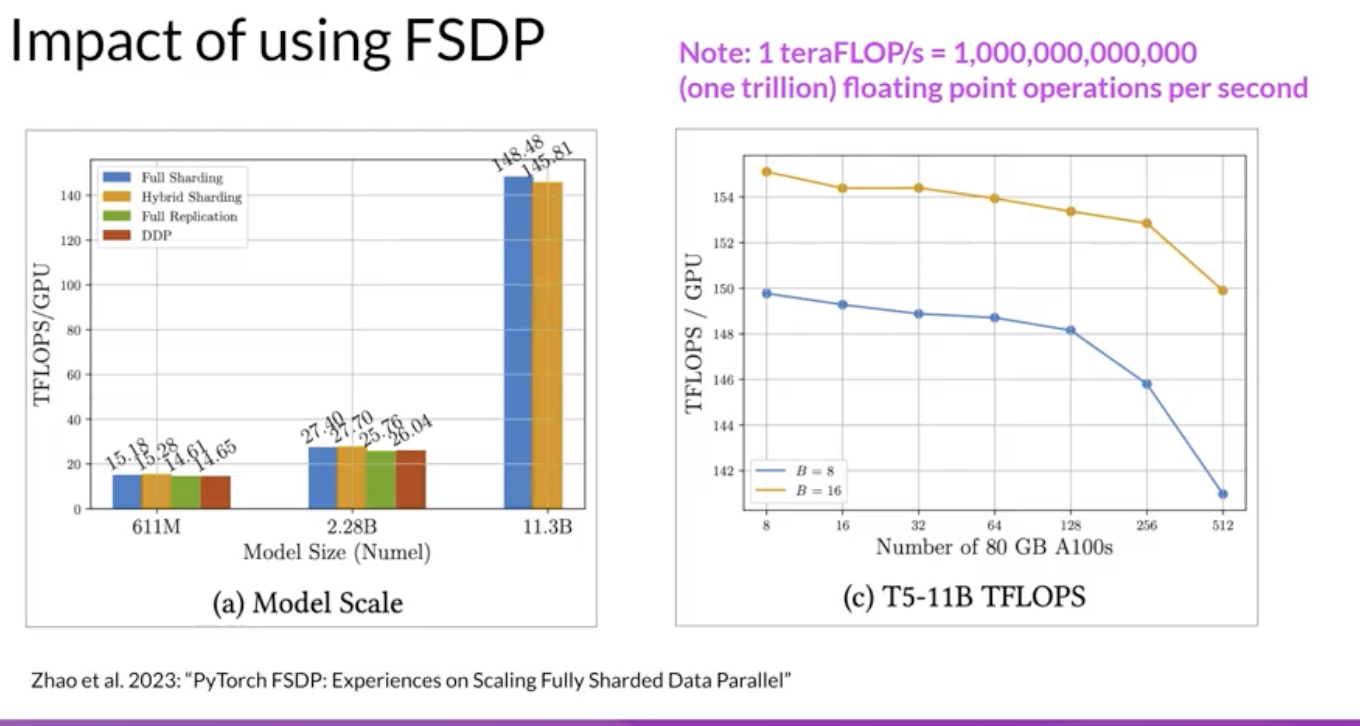 Impact of using FSDP
Note: 1 teraFLOP/s = 1,000,000,000,000
(one trillion) floating point operations per second
148.48
145.81
Full Sharding
Hybrid Sharding
Full Replication
DDP
140
120
100
80
60
40
20
0
TFLOPS/GPU
15.18
15.28
14.61
14.65
27.40
27.70
25.76
26.04
611M
2.28B
11.3B
Model Size (Numel)
(a) Model Scale
154
152
150
148
146
144
142
TFLOPS / GPU
B = 8
B = 16
8
16
32
64
128
256
512
Number of 80 GB A100s
(c) T5-11B TFLOPS
Zhao et al. 2023: “PyTorch FSDP: Experiences on Scaling Fully Sharded Data Parallel”